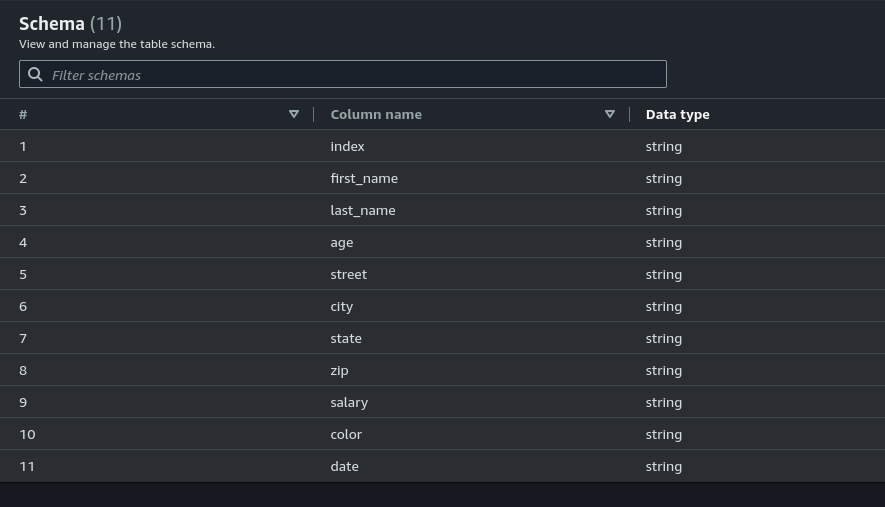 Schema (11)
View and manage the table schema.
Filter schemas
# Column name Data type
1 index string
2 first_name string
3 last_name string
4 age string
5 street string
6 city string
7 state string
8 zip string
9 salary string
10 color string
11 date string